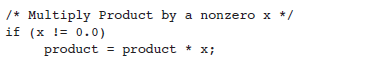 /* Multiply Product by a nonzero x */
if (x != 0.0)
product = product * x;